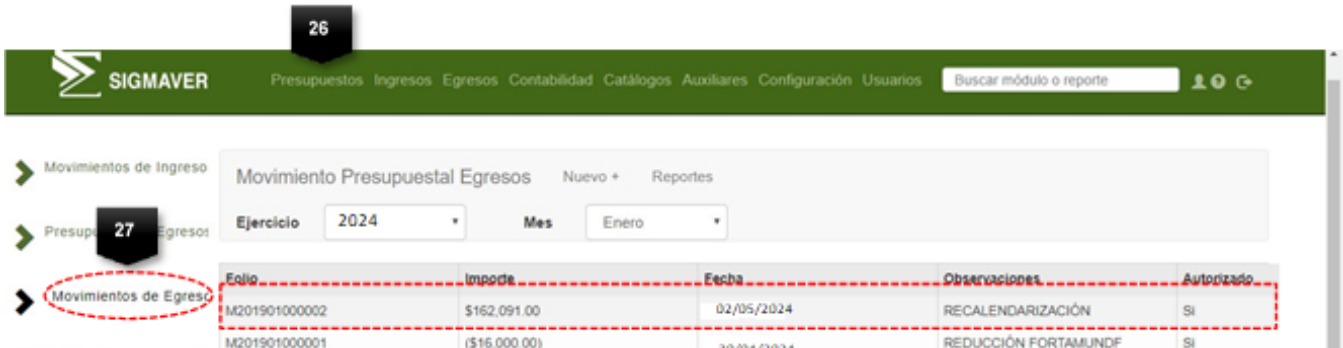 26
SIGMAVER Presupuestos Ingresos Egresos Contabilidad Catálogos Auxiliares Configuración Usuarios Buscar módulo o reporte
Movimientos de Ingreso
Movimiento Presupuestal Egresos Nuevo + Reportes
Ejercicio 2024 Mes Enero
27 Egresos
Movimientos de Egreso
Folio Importe Fecha Observaciones Autorizado
M201901000002 $162,091.00 02/05/2024 RECALENDARIZACIÓN Si
M201901000001 ($16,000.00) REDUCCIÓN FORTAMUNDF Si